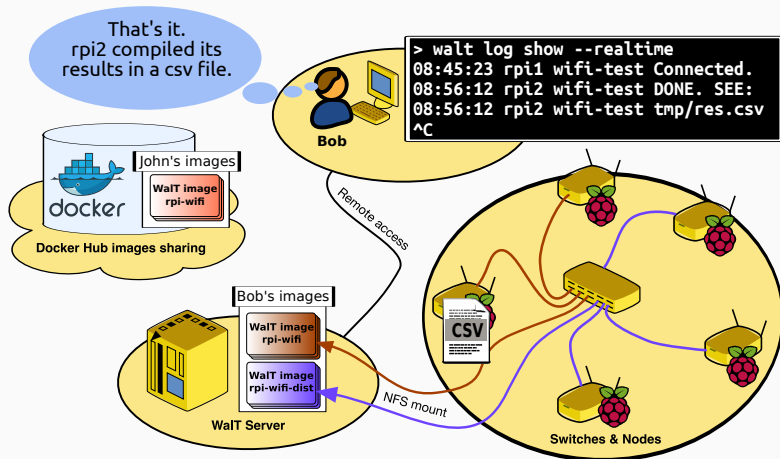 That's it.
rpi2 compiled its
results in a csv file.
> walt log show --realtime
08:45:23 rpi1 wifi-test Connected.
08:56:12 rpi2 wifi-test DONE. SEE:
08:56:12 rpi2 wifi-test tmp/res.csv
^C
Bob
John's images
WalT image
rpi-wifi
docker
Docker Hub images sharing
Remote access
Bob's images
WalT image
rpi-wifi
WalT image
rpi-wifi-dist
WalT Server
NFS mount
CSV
Switches & Nodes